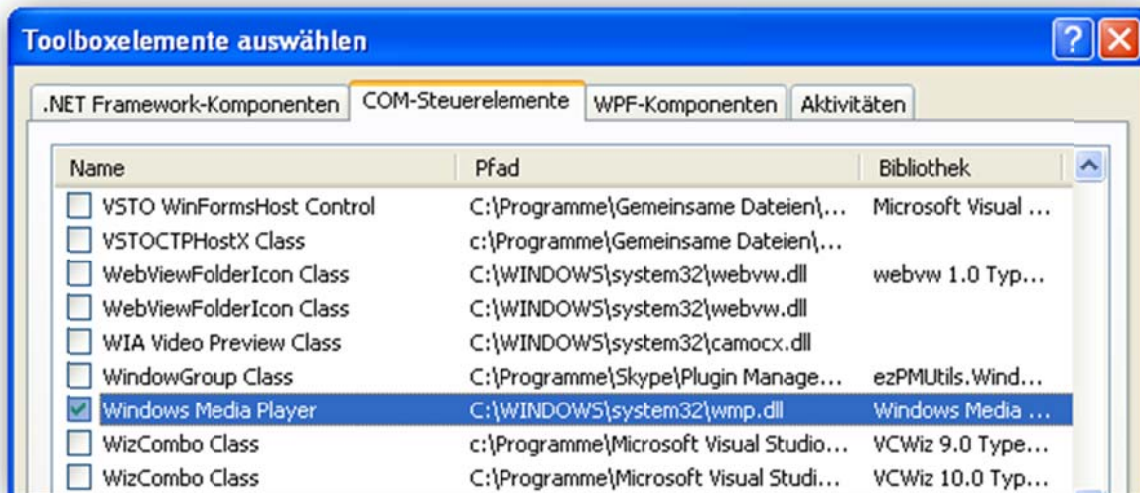 Toolboxelemente auswählen
.NET Framework-Komponenten COM-Steuerelemente WPF-Komponenten Aktivitäten
Name Pfad Bibliothek
VSTO WinFormsHost Control C:\Programme\Gemeinsame Dateien\... Microsoft Visual ...
VSTOCTPHostX Class c:\Programme\Gemeinsame Dateien\...
WebViewFolderIcon Class C:\WINDOWS\system32\webvw.dll webvw 1.0 Typ...
WebViewFolderIcon Class C:\WINDOWS\system32\webvw.dll
WIA Video Preview Class C:\WINDOWS\system32\camocx.dll
WindowGroup Class C:\Programme\Skype\Plugin Manage... ezPMUtils.Wind...
Windows Media Player C:\WINDOWS\system32\wmp.dll Windows Media ...
WizCombo Class c:\Programme\Microsoft Visual Studio... VCWiz 9.0 Type...
WizCombo Class C:\Programme\Microsoft Visual Studi... VCWiz 10.0 Typ...